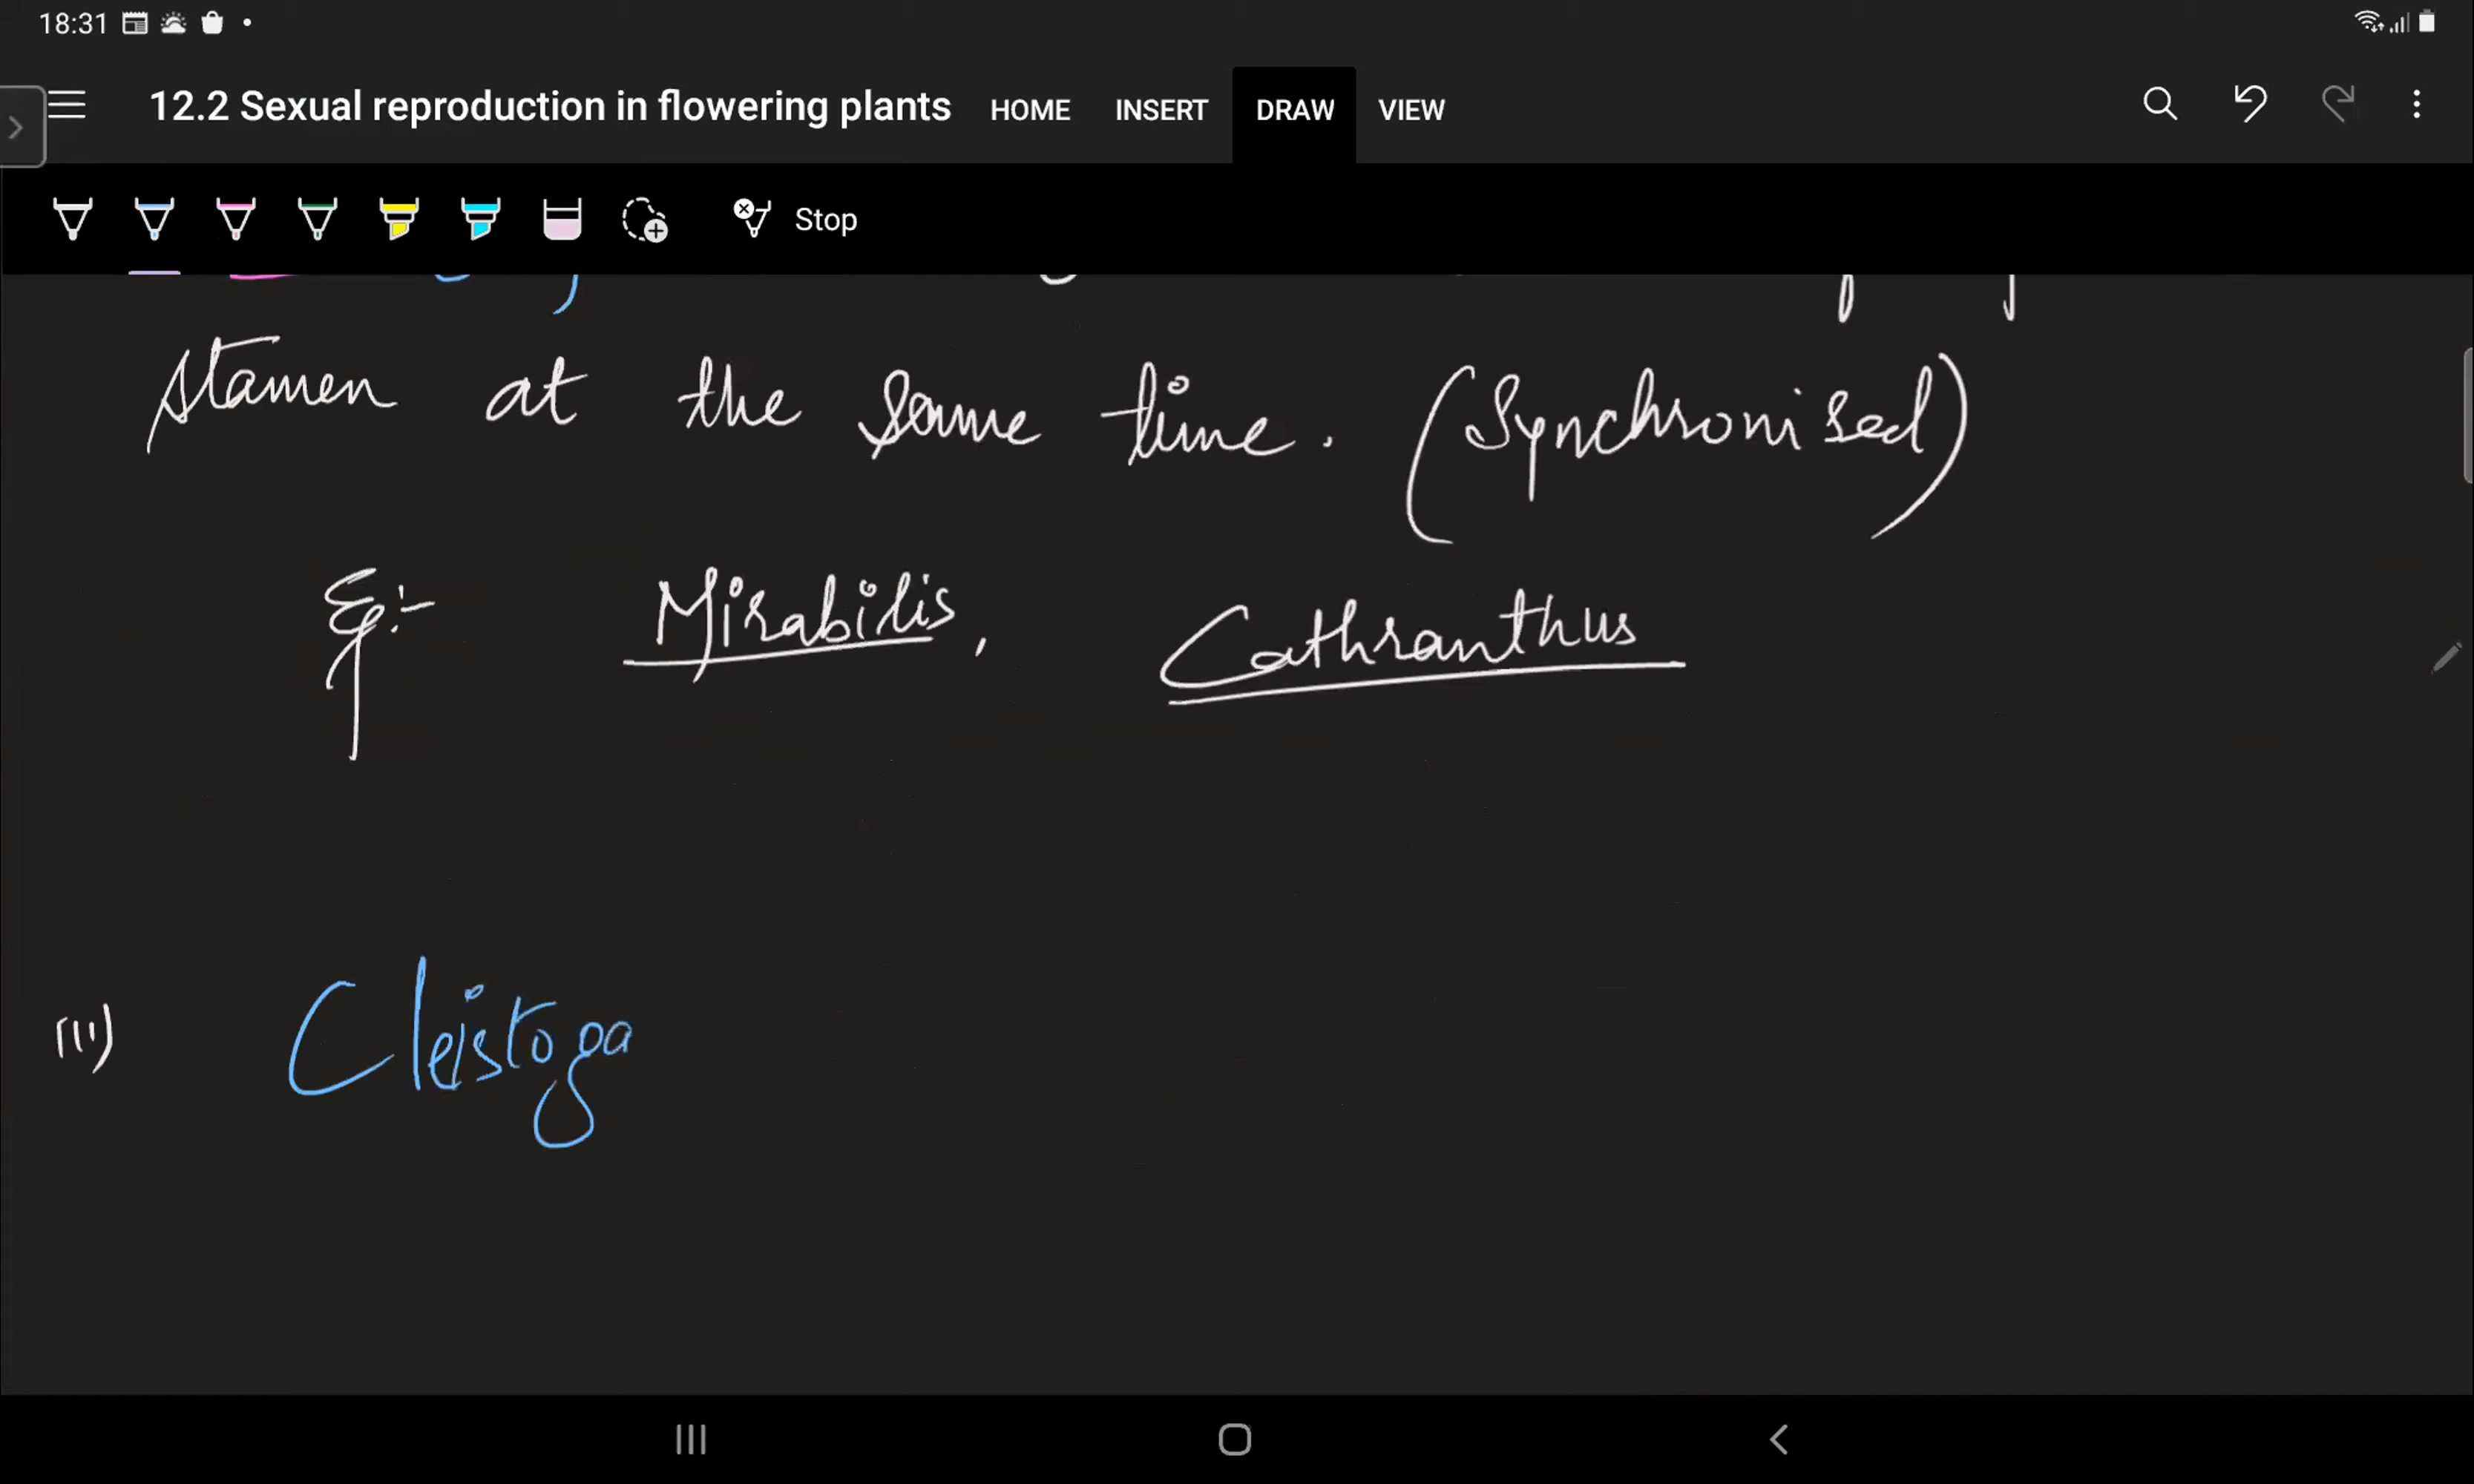 18:31
12.2 Sexual reproduction in flowering plants HOME INSERT DRAW VIEW
Stop
stamen at the same time. (Synchronised)
Eg:- Mirabilis, Cathranthus
(ii) Cleistoga